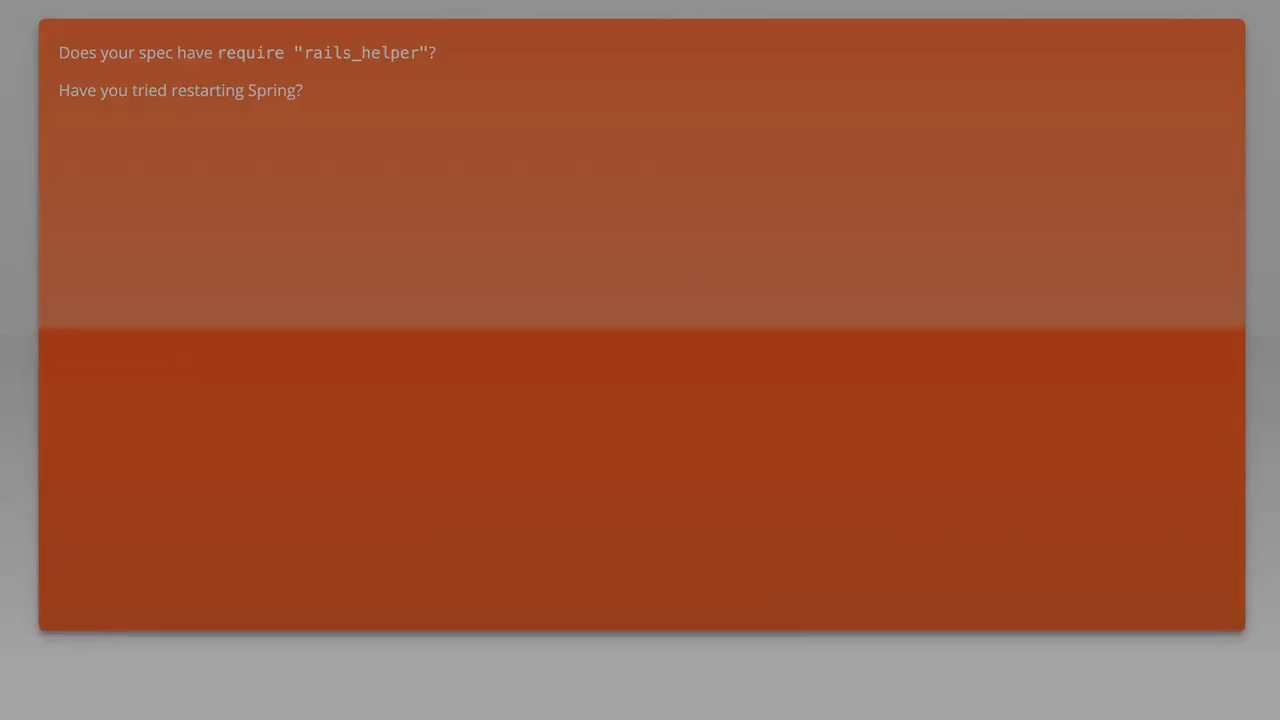 Does your spec have require "rails_helper"?
Have you tried restarting Spring?